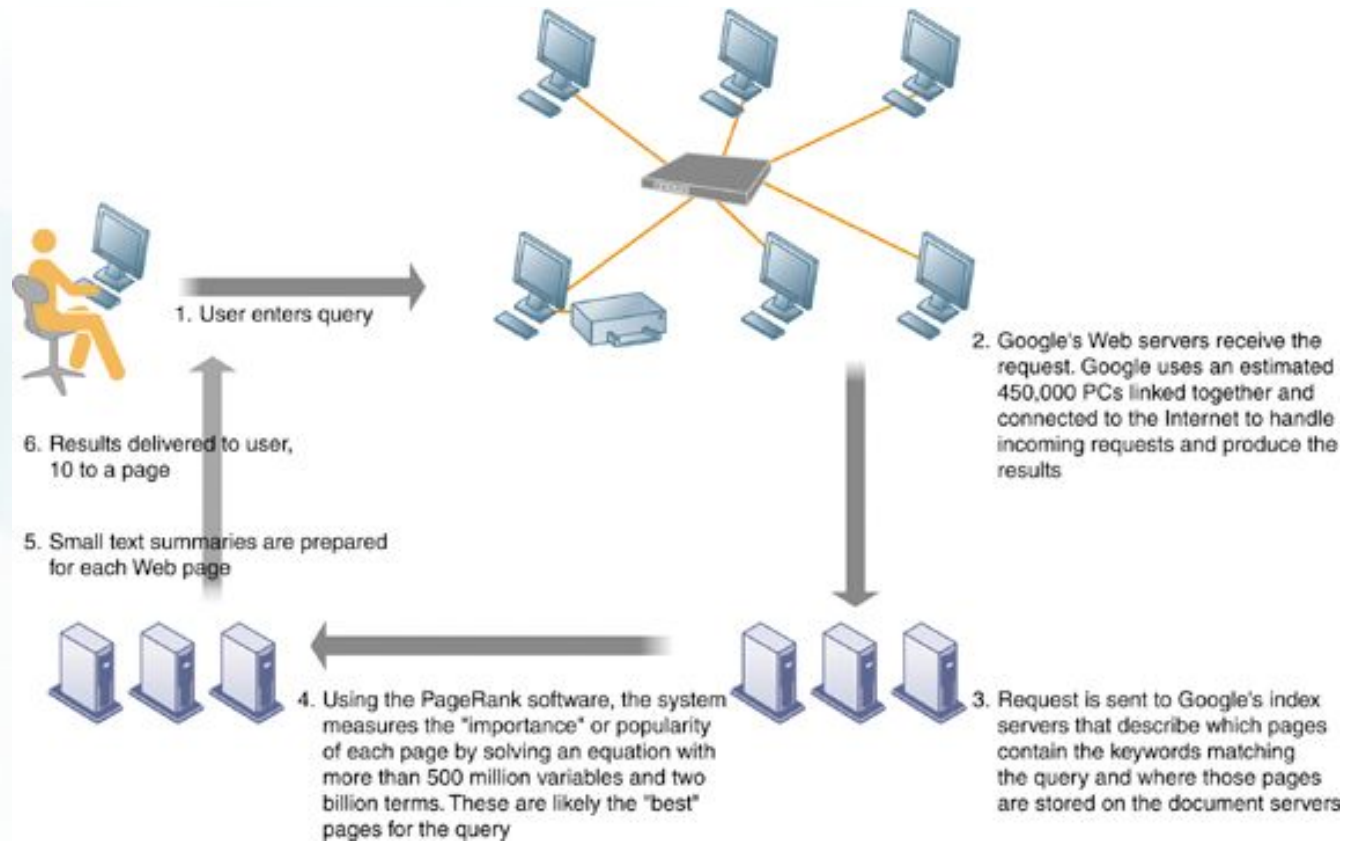 1. User enters query
2. Google's Web servers receive the
request. Google uses an estimated
450,000 PCs linked together and
connected to the Internet to handle
incoming requests and produce the
results
3. Request is sent to Google's index
servers that describe which pages
contain the keywords matching
the query and where those pages
are stored on the document servers
4. Using the PageRank software, the system
measures the "importance" or popularity
of each page by solving an equation with
more than 500 million variables and two
billion terms. These are likely the "best"
pages for the query
5. Small text summaries are prepared
for each Web page
6. Results delivered to user,
10 to a page